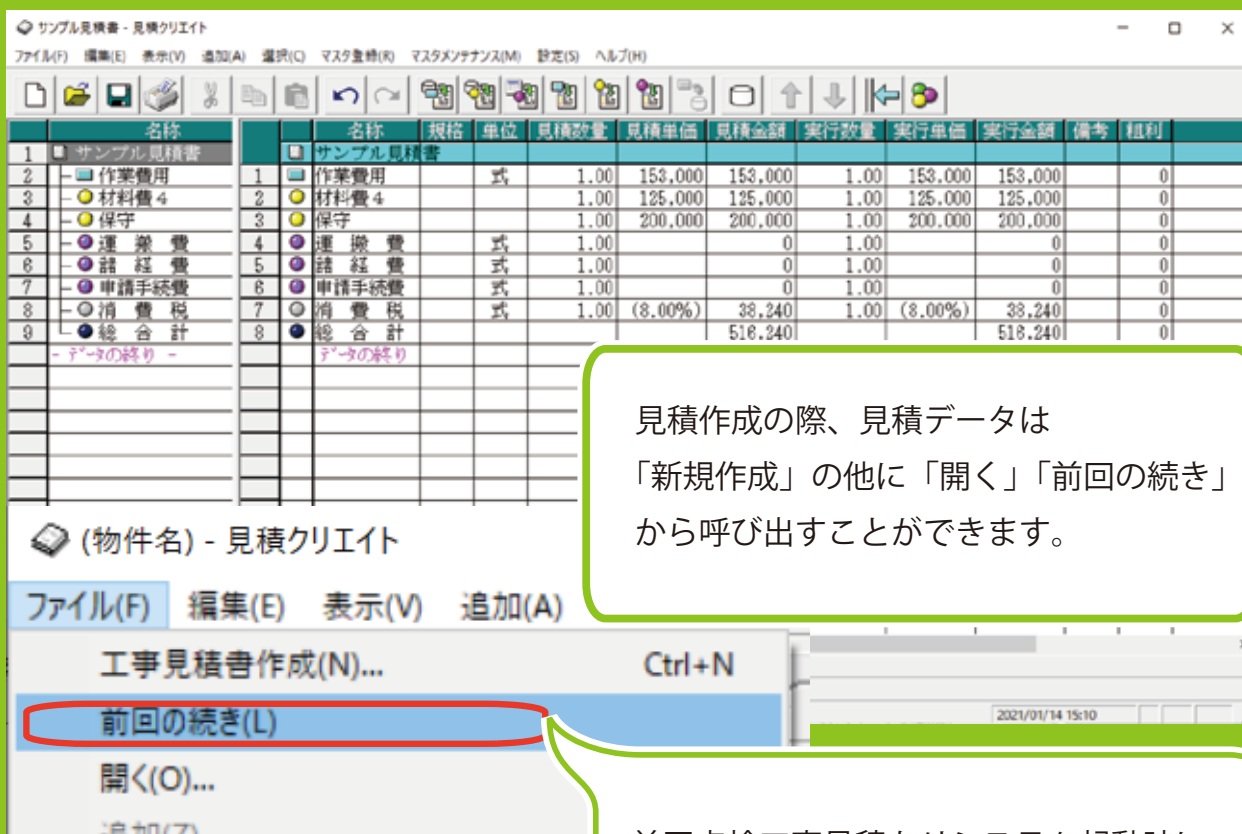 サンプル見積書 - 見積クリエイト
ファイル(F) 編集(E) 表示(V) 追加(A) 選択(C) マスタ登録(R) マスタメンテナンス(M) 設定(S) ヘルプ(H)
名称 名称 規格 単位 見積数量 見積単価 見積金額 実行数量 実行単価 実行金額 備考 粗利
1 サンプル見積書 サンプル見積書
2 作業費用 1 作業費用 式 1.00 153,000 153,000 1.00 153,000 153,000 0
3 材料費4 2 材料費4 1.00 125,000 125,000 1.00 125,000 125,000 0
4 保守 3 保守 1.00 200,000 200,000 1.00 200,000 200,000 0
5 運 搬 費 4 運 搬 費 式 1.00 0 1.00 0 0
6 諸 経 費 5 諸 経 費 式 1.00 0 1.00 0 0
7 申請手続費 6 申請手続費 式 1.00 0 1.00 0 0
8 消 費 税 7 消 費 税 式 1.00 (8.00%) 38,240 1.00 (8.00%) 38,240 0
9 総 合 計 8 総 合 計 516,240 516,240 0
- データの終り - データの終り
見積作成の際、見積データは
「新規作成」の他に「開く」「前回の続き」
から呼び出すことができます。
(物件名) - 見積クリエイト
ファイル(F) 編集(E) 表示(V) 追加(A)
工事見積書作成(N)... Ctrl+N
前回の続き(L)
2021/01/14 15:10
開く(O)...